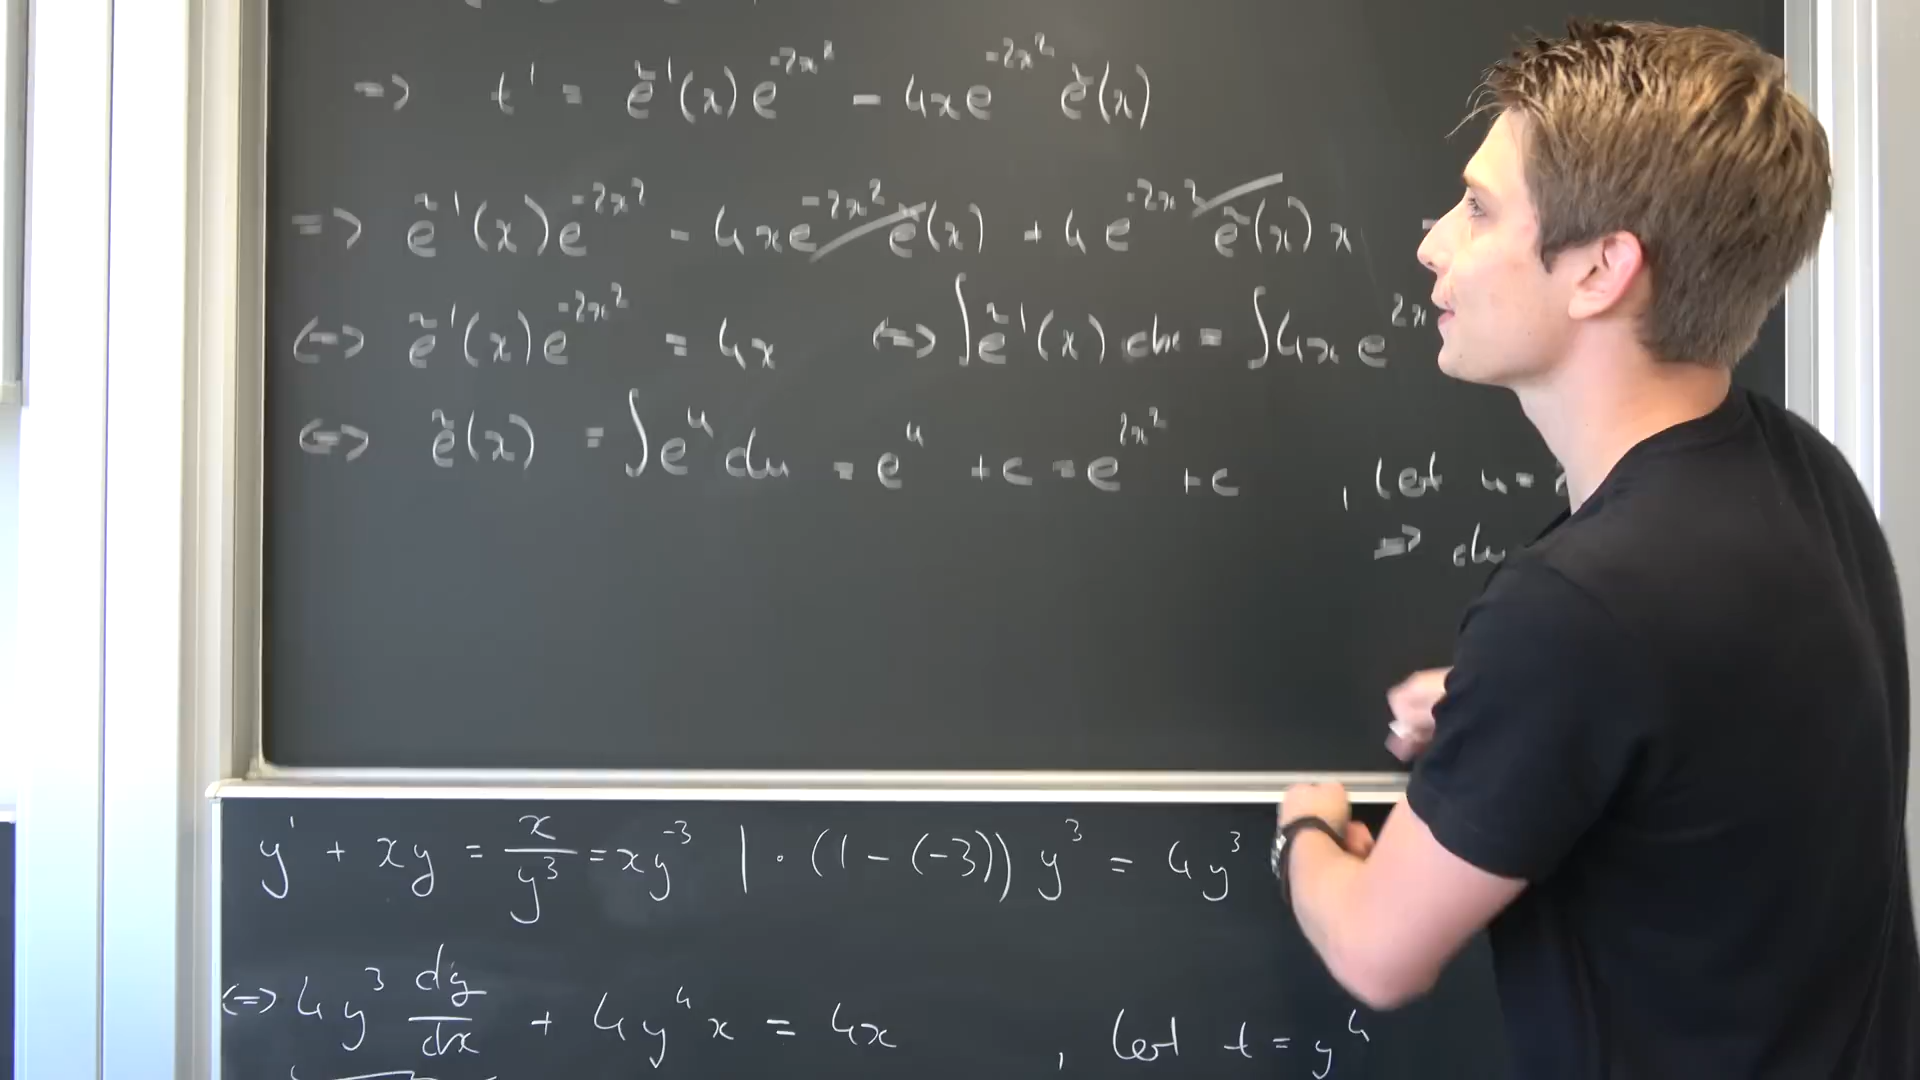 => t' = c̃'(x) e^{-2x²} - 4x e^{-2x²} c̃(x)
=> c̃'(x) e^{-2x²} - 4x e^{-2x²} c̃(x) + 4 e^{-2x²} c̃(x) x
<=> c̃'(x) e^{-2x²} = 4x <=> ∫ c̃'(x) dx = ∫ 4x e^{2x
<=> c̃(x) = ∫ e^u du = e^u + c = e^{2x²} + c , let u =
=> du
y' + xy = x/y³ = xy^{-3} | · (1 - (-3)) y³ = 4y³
<=> 4y³ dy/dx + 4y⁴x = 4x , let t = y⁴